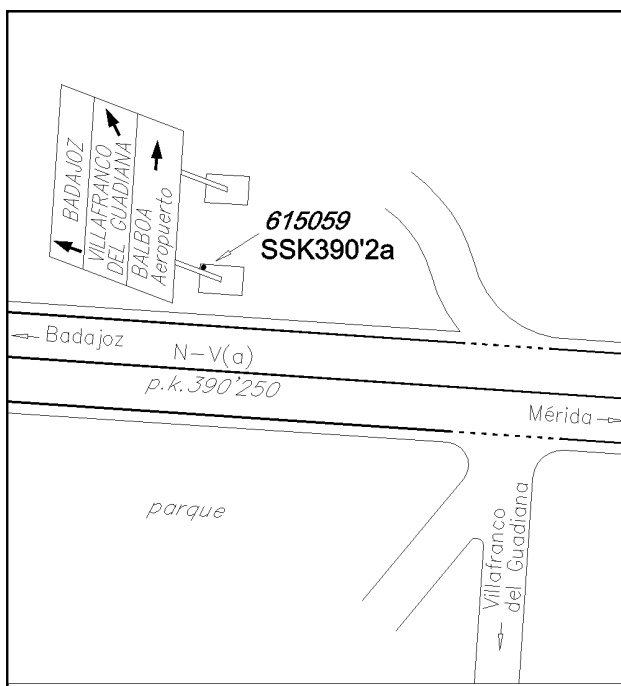 BADAJOZ
VILLAFRANCO
DEL GUADIANA
BALBOA
Aeropuerto
615059
SSK390'2a
Badajoz
N-V(a)
p.k.390'250
Mérida
parque
Villafranco
del Guadiana